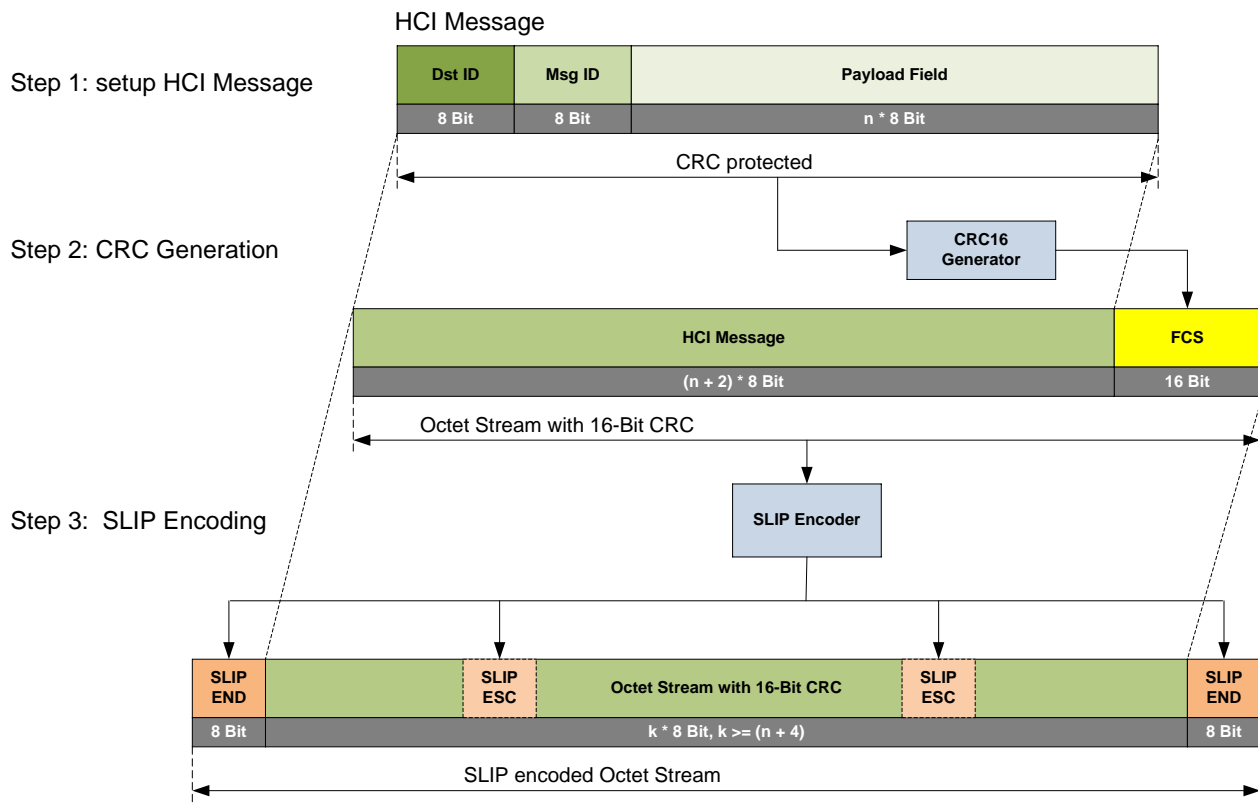 HCI Message
Step 1: setup HCI Message
Dst ID
Msg ID
Payload Field
8 Bit
8 Bit
n * 8 Bit
CRC protected
Step 2: CRC Generation
CRC16
Generator
HCI Message
FCS
(n + 2) * 8 Bit
16 Bit
Octet Stream with 16-Bit CRC
Step 3:  SLIP Encoding
SLIP Encoder
SLIP
END
SLIP
ESC
Octet Stream with 16-Bit CRC
SLIP
ESC
SLIP
END
8 Bit
k * 8 Bit, k >= (n + 4)
8 Bit
SLIP encoded Octet Stream